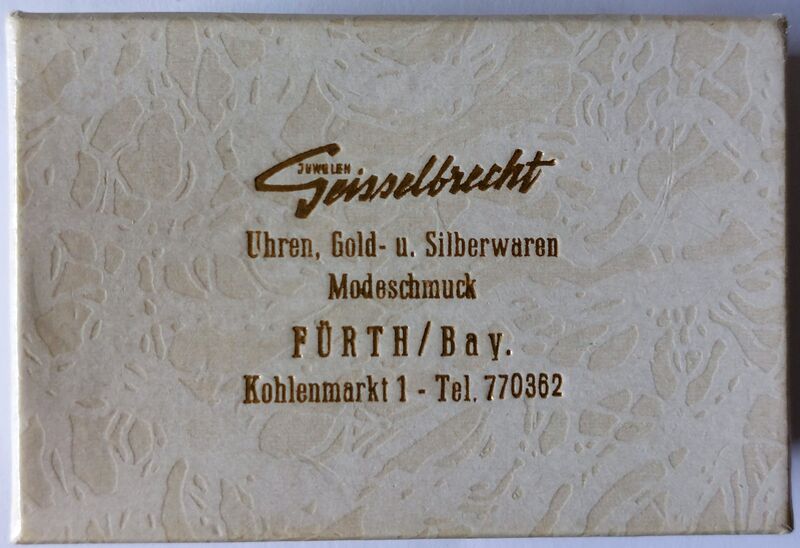 JUWELEN
Geisselbrecht
Uhren, Gold- u. Silberwaren
Modeschmuck
FÜRTH/Bay.
Kohlenmarkt 1 - Tel. 770362